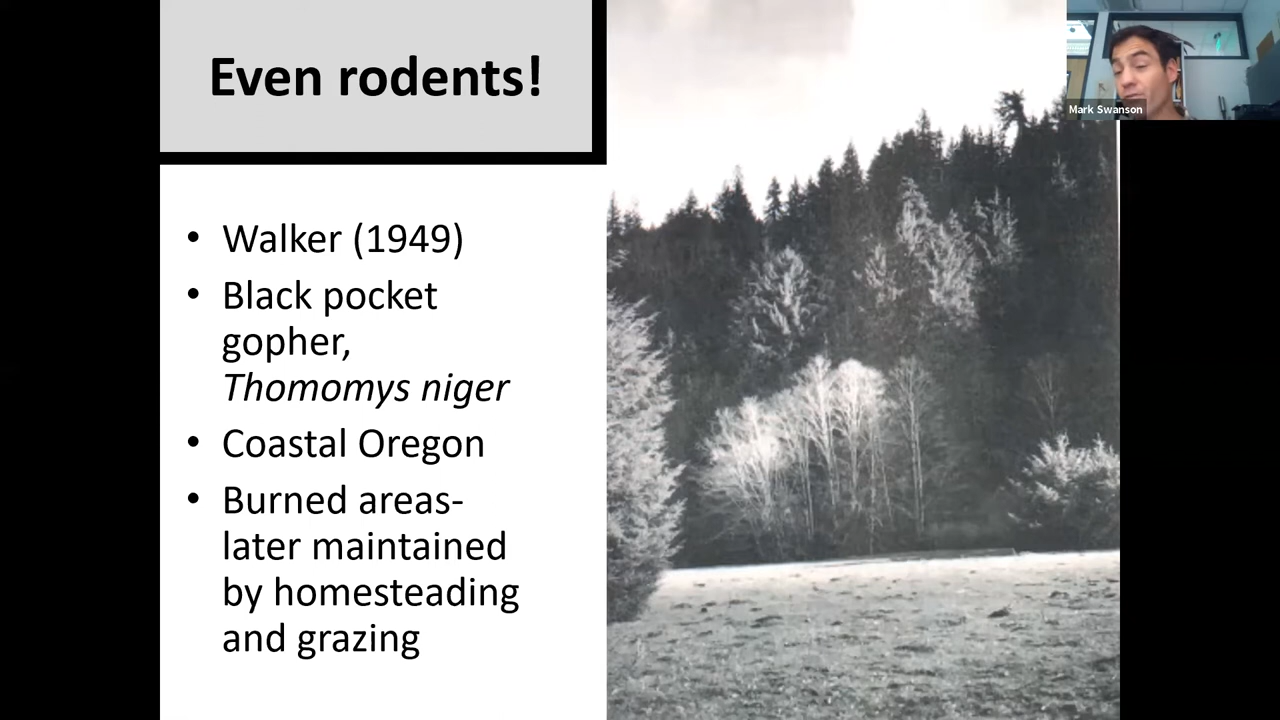 Even rodents!
Mark Swanson
• Walker (1949)
• Black pocket
gopher,
Thomomys niger
• Coastal Oregon
• Burned areas-
later maintained
by homesteading
and grazing